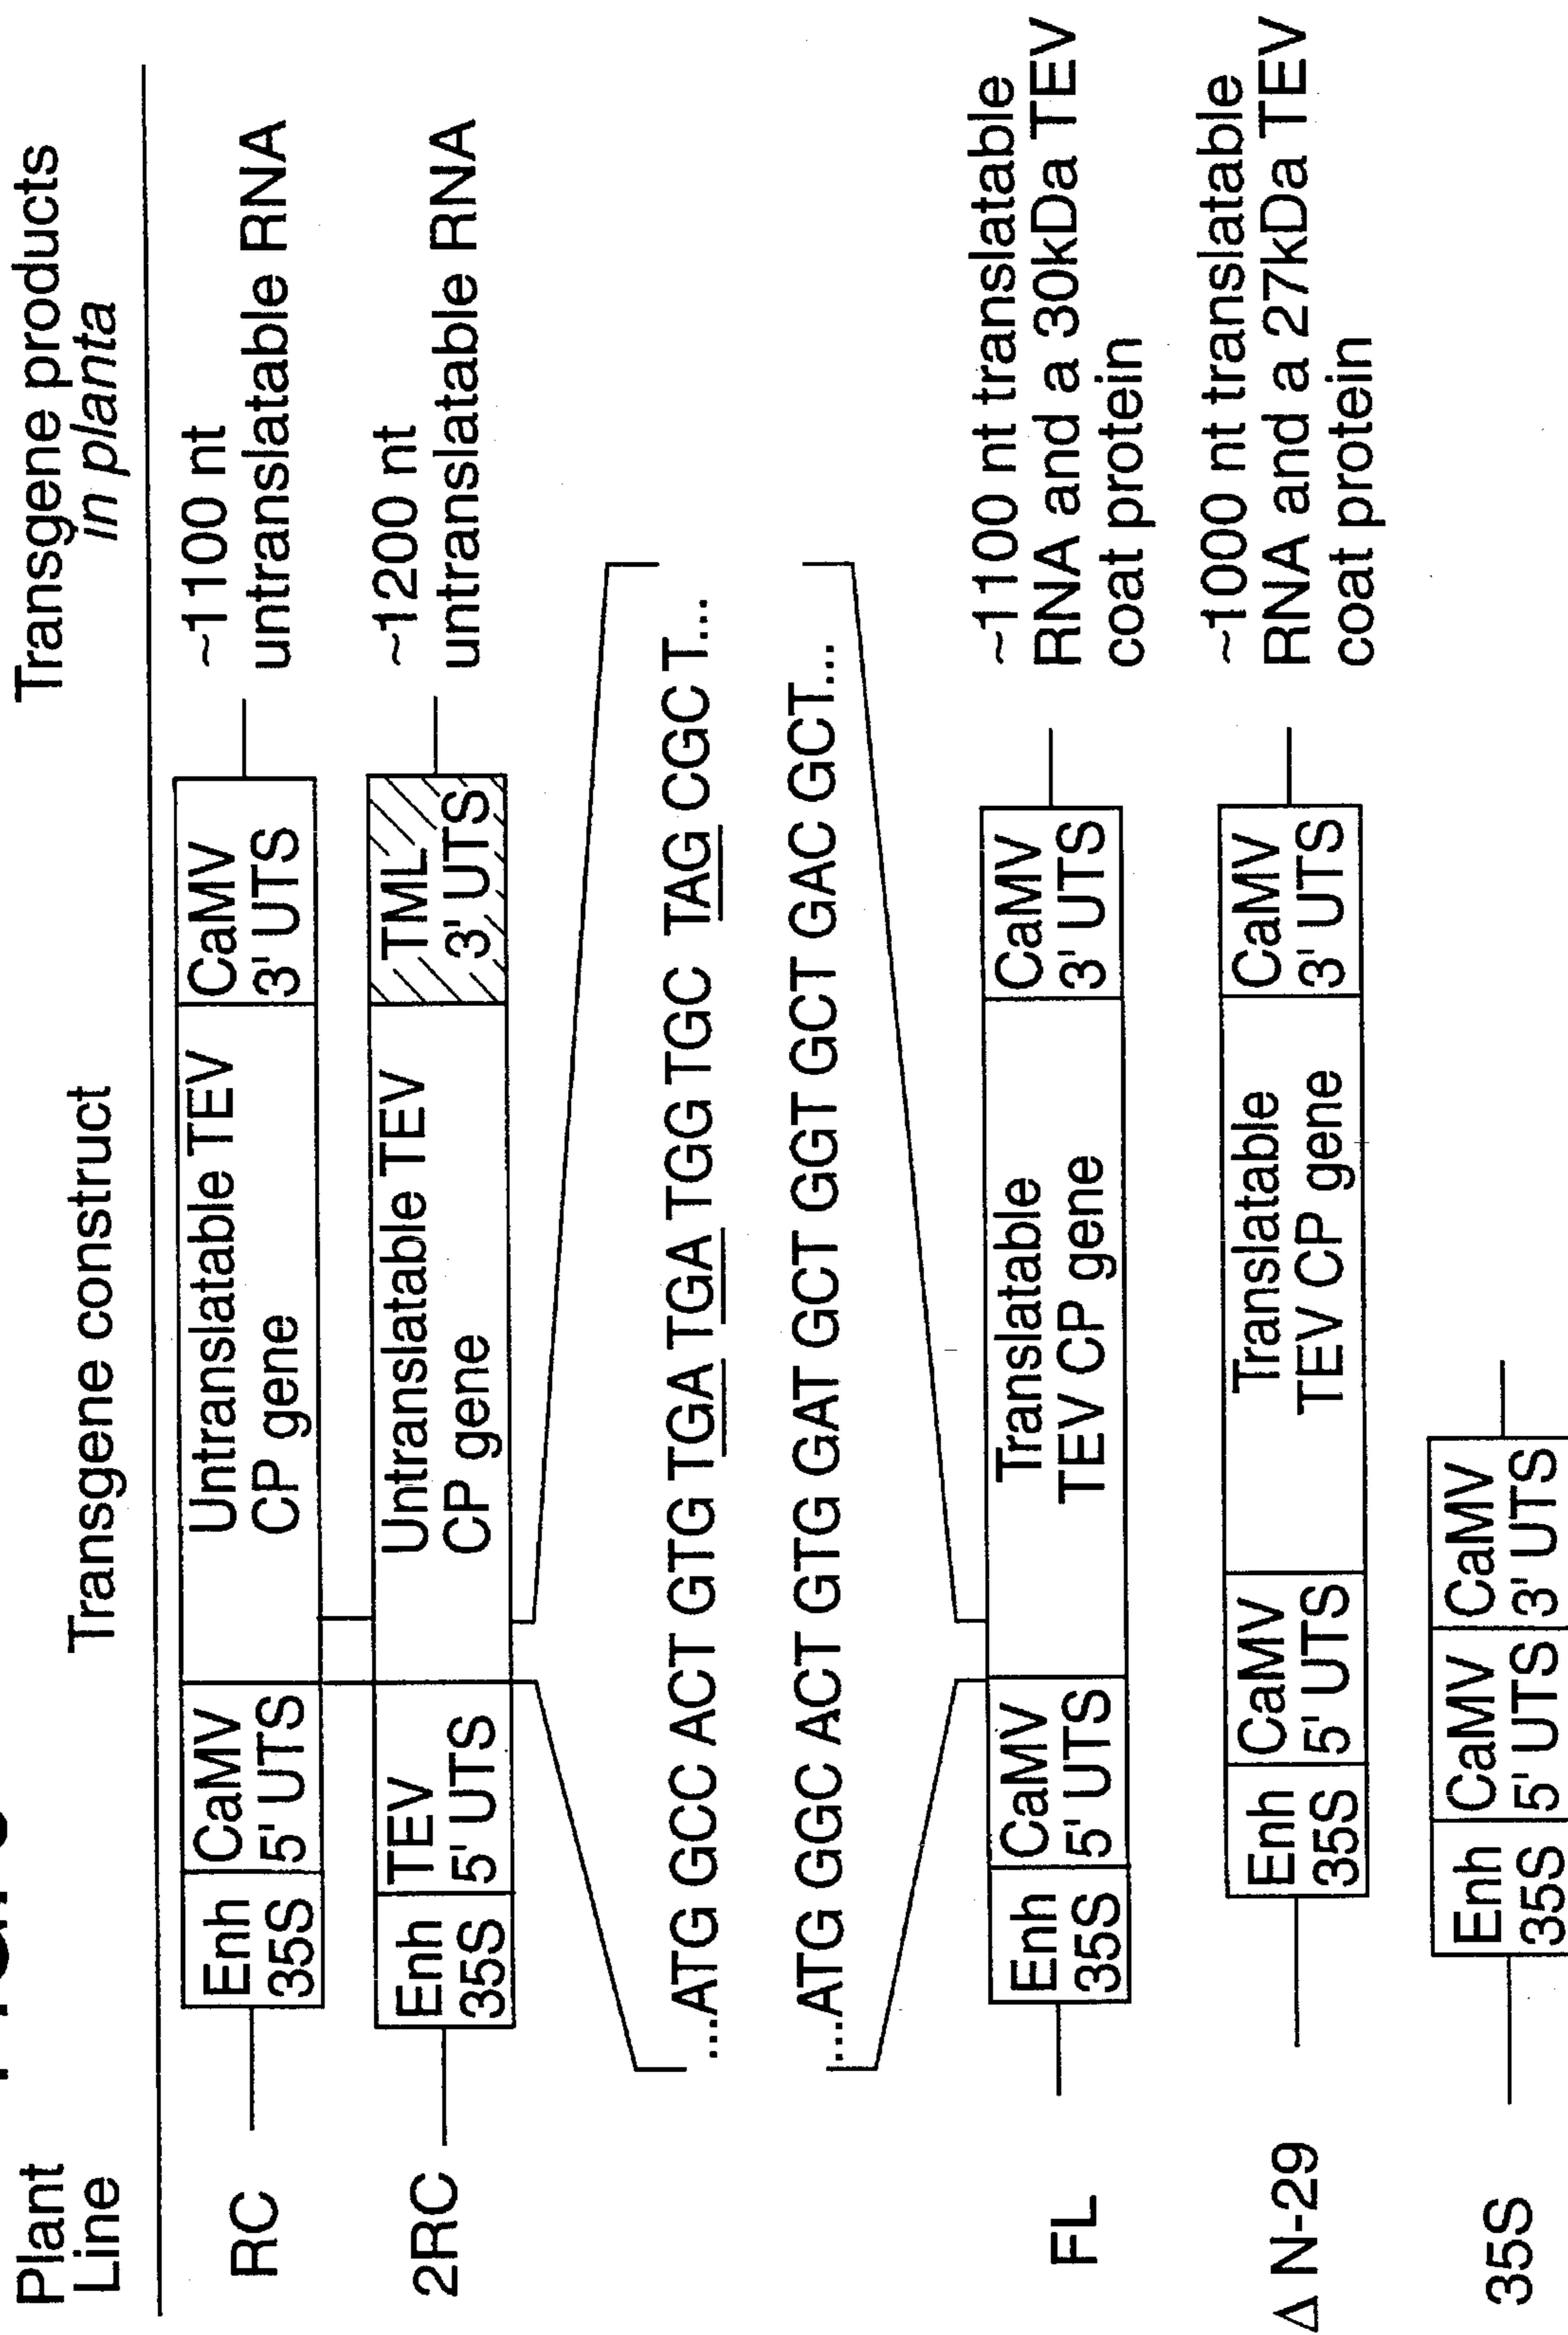 Plant
Line
Transgene construct
Transgene products
in planta
RC
Enh
35S
CaMV
5' UTS
Untranslatable TEV
CP gene
CaMV
3' UTS
~1100 nt
untranslatable RNA
2RC
Enh
35S
TEV
5' UTS
Untranslatable TEV
CP gene
TML
3' UTS
~1200 nt
untranslatable RNA
...ATG GCC ACT GTG TGA TGA TGG TGC TAG CGC T...
....ATG GGC ACT GTG GAT GCT GGT GCT GAC GCT...
FL
Enh
35S
CaMV
5' UTS
Translatable
TEV CP gene
CaMV
3' UTS
~1100 nt translatable
RNA and a 30kDa TEV
coat protein
Δ N-29
Enh
35S
CaMV
5' UTS
Translatable
TEV CP gene
CaMV
3' UTS
~1000 nt translatable
RNA and a 27kDa TEV
coat protein
35S
Enh
35S
CaMV
5' UTS
CaMV
3' UTS